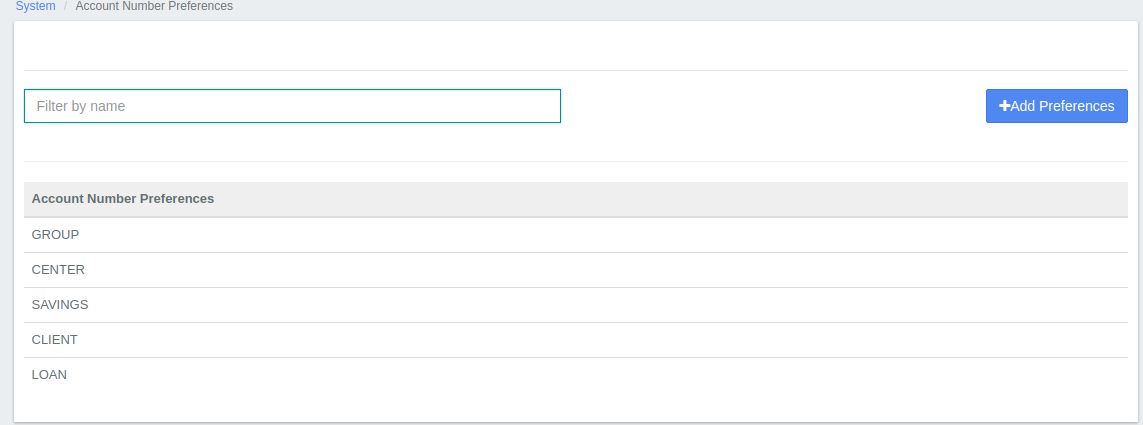 System / Account Number Preferences
Filter by name
Add Preferences
Account Number Preferences
GROUP
CENTER
SAVINGS
CLIENT
LOAN